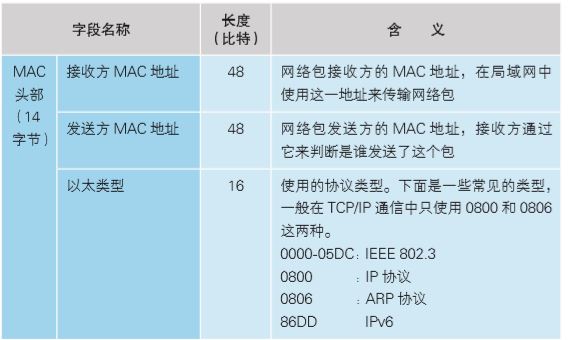 字段名称 长度（比特） 含 义
MAC头部（14字节） 接收方 MAC 地址 48 网络包接收方的 MAC 地址，在局域网中
使用这一地址来传输网络包
发送方 MAC 地址 48 网络包发送方的 MAC 地址，接收方通过
它来判断是谁发送了这个包
以太类型 16 使用的协议类型。下面是一些常见的类型，
一般在 TCP/IP 通信中只使用 0800 和 0806
这两种。
0000-05DC：IEEE 802.3
0800 ：IP 协议
0806 ：ARP 协议
86DD IPv6